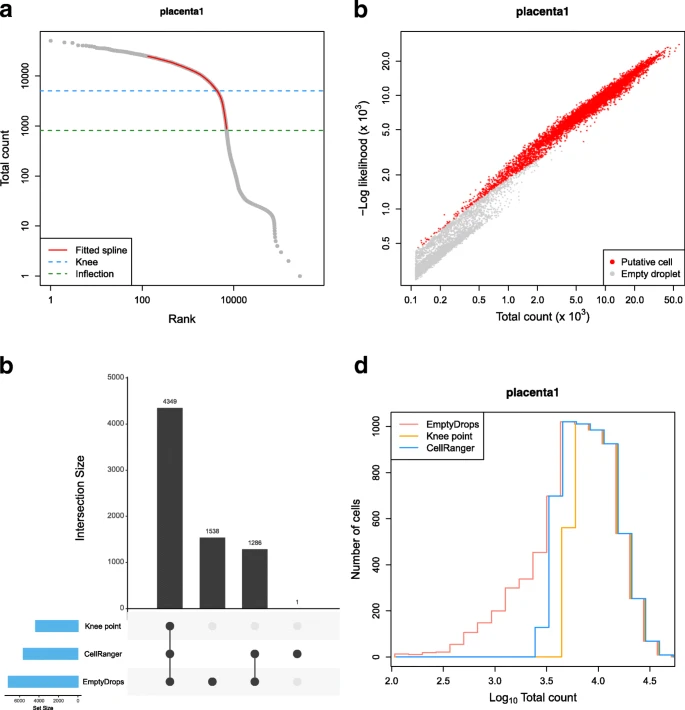 a
placenta1
Total count
10000
1000
100
10
1
Fitted spline
Knee
Inflection
1
100
10000
Rank
b
placenta1
−Log likelihood (x 10³)
20.0
10.0
5.0
2.0
1.0
0.5
Putative cell
Empty droplet
0.1
0.2
0.5
1.0
2.0
5.0
10.0
20.0
50.0
Total count (x 10³)
b
Intersection Size
5000
4000
3000
2000
1000
0
4349
1538
1286
1
Knee point
CellRanger
EmptyDrops
6000
4000
2000
0
Set Size
d
placenta1
Number of cells
1000
800
600
400
200
0
EmptyDrops
Knee point
CellRanger
2.0
2.5
3.0
3.5
4.0
4.5
Log₁₀ Total count